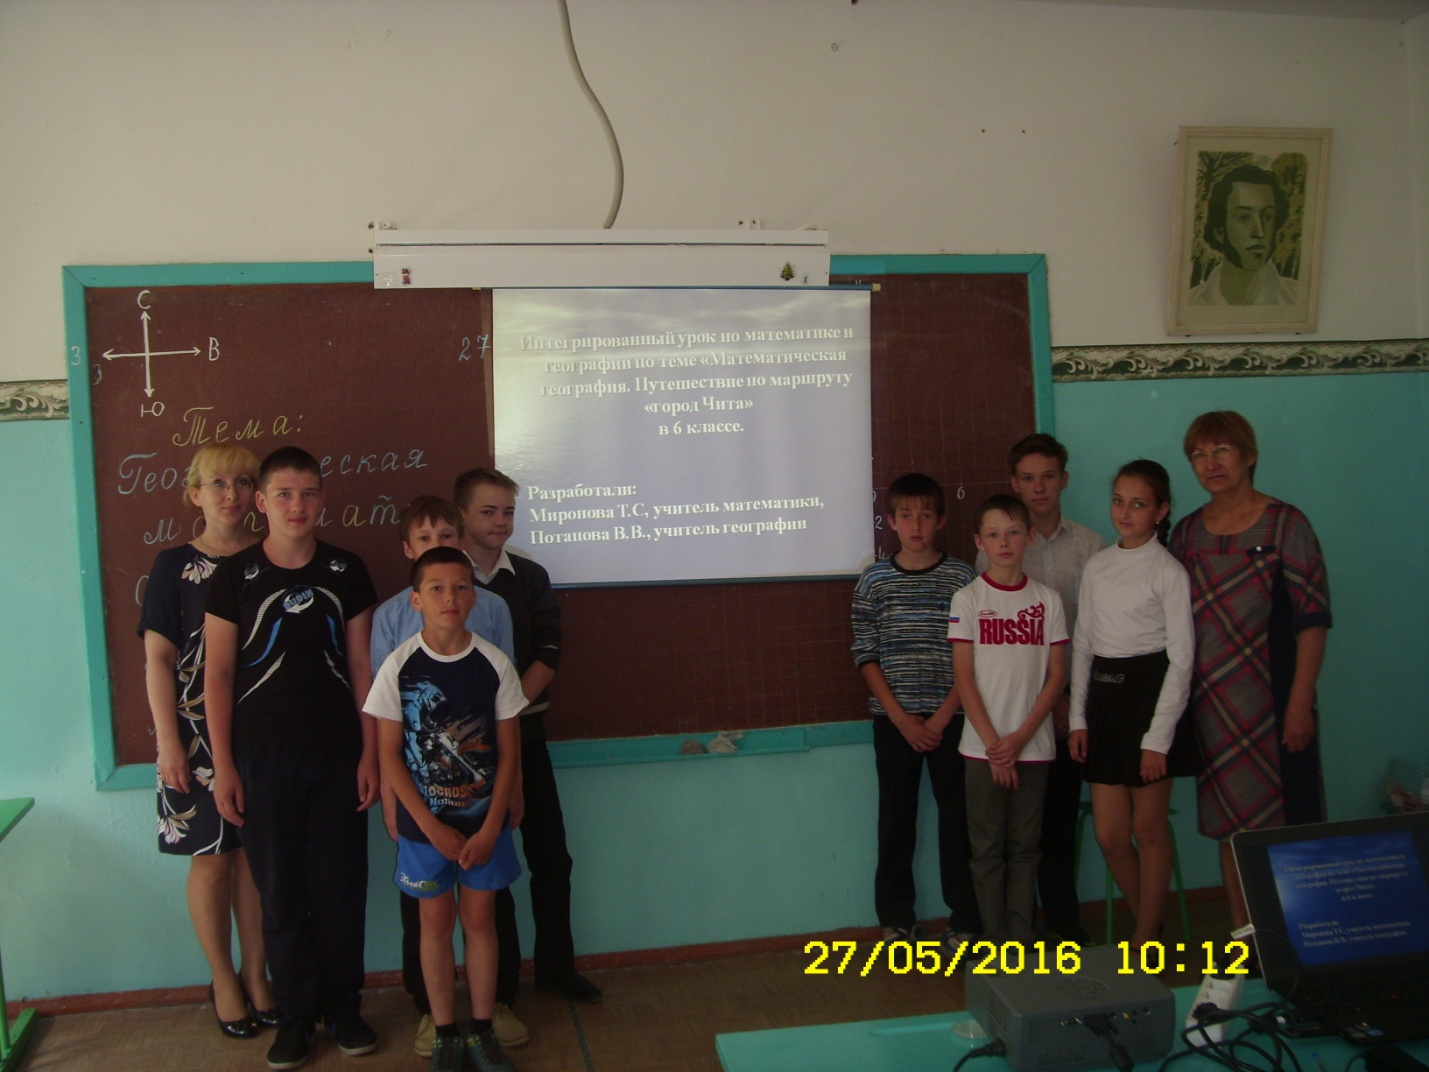 С
З
В
Ю
27
Тема:
Интегрированный урок по математике и
географии по теме «Математическая
география. Путешествие по маршруту
«город Чита»
в 6 классе.
Разработали:
Миронова Т.С, учитель математики,
Потапова В.В., учитель географии
6
RUSSIA
27/05/2016 10:12